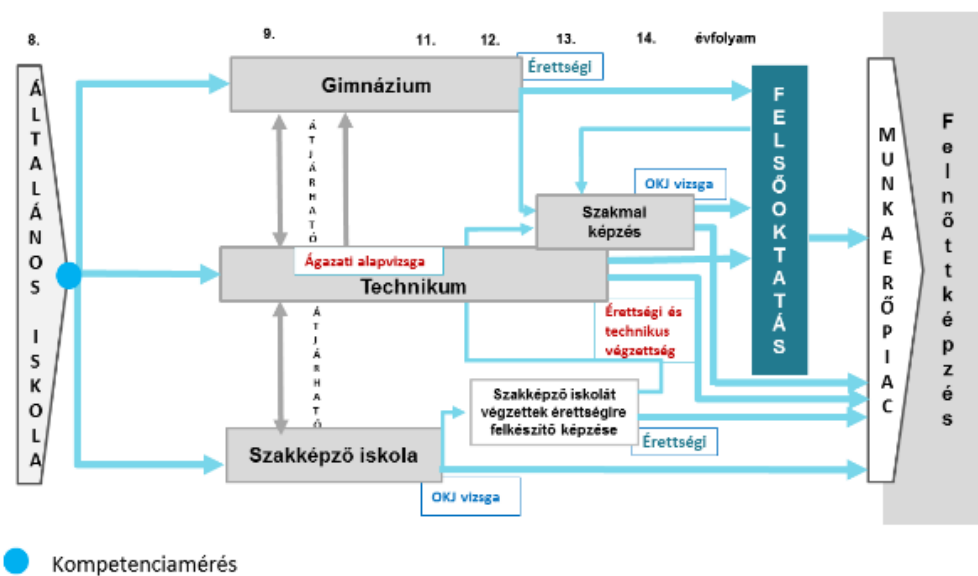 8.
9.
11.
12.
13.
14.
évfolyam
ÁLTALÁNOS ISKOLA
Gimnázium
Érettségi
ÁTJÁRHATÓ
OKJ vizsga
Szakmai
képzés
Ágazati alapvizsga
Technikum
Érettségi és
technikus
végzettség
ÁTJÁRHATÓ
Szakképző iskolát
végzettek érettségire
felkészítő képzése
Érettségi
Szakképző iskola
OKJ vizsga
FELSŐOKTATÁS
MUNKAERŐPIAC
Felnőttképzés
Kompetenciamérés